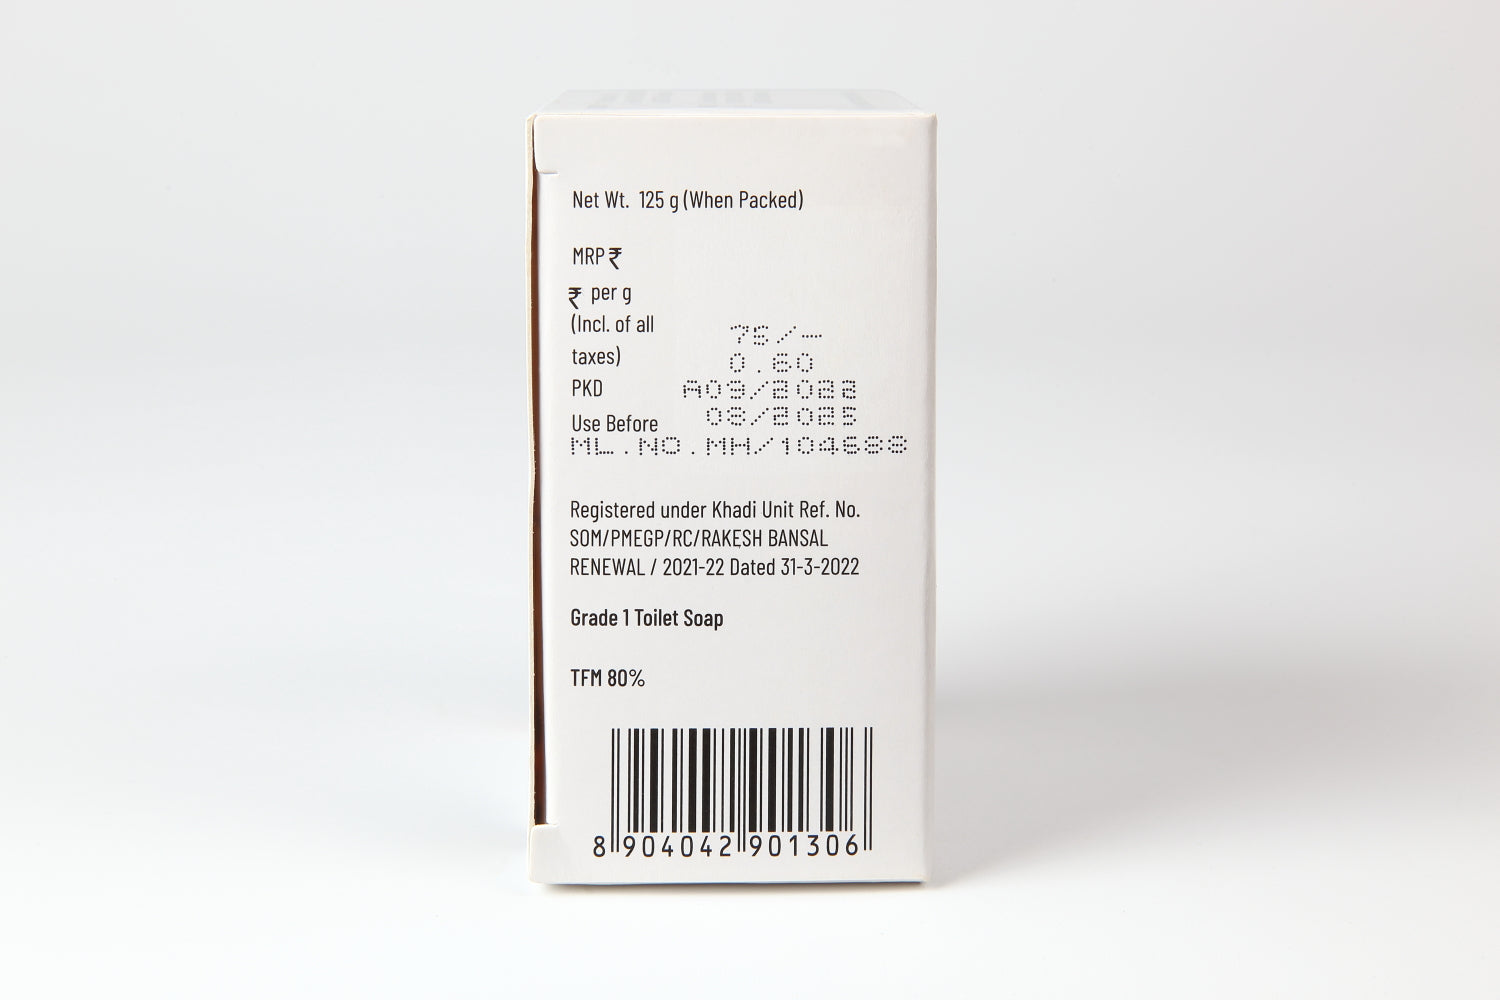 Net Wt. 125 g (When Packed)
MRP ₹
₹ per g
(Incl. of all
taxes)
75/-
0.60
PKD A09/2022
Use Before 08/2025
ML.NO.MH/104688
Registered under Khadi Unit Ref. No.
SOM/PMEGP/RC/RAKESH BANSAL
RENEWAL / 2021-22 Dated 31-3-2022
Grade 1 Toilet Soap
TFM 80%
8 904042 901306